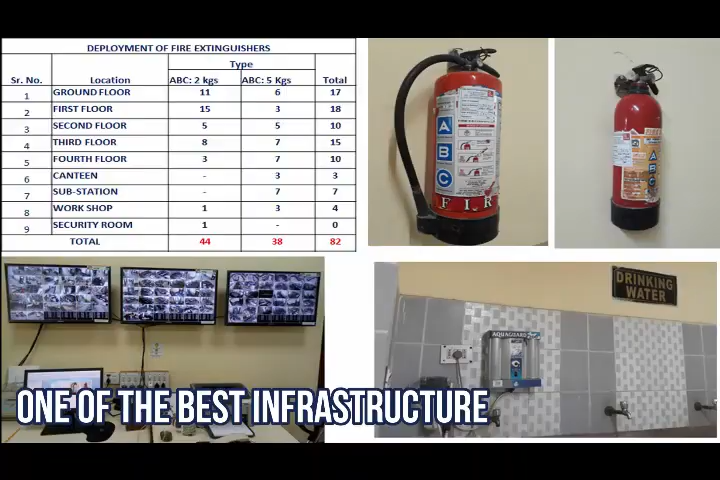 DEPLOYMENT OF FIRE EXTINGUISHERS
Type
Sr. No. Location ABC: 2 kgs ABC: 5 Kgs Total
1 GROUND FLOOR 11 6 17
2 FIRST FLOOR 15 3 18
3 SECOND FLOOR 5 5 10
4 THIRD FLOOR 8 7 15
5 FOURTH FLOOR 3 7 10
6 CANTEEN - 3 3
7 SUB-STATION - 7 7
8 WORK SHOP 1 3 4
9 SECURITY ROOM 1 - 0
TOTAL 44 38 82
A
B
C
FIR
A
B
C
DRINKING
WATER
AQUAGUARD
ONE OF THE BEST INFRASTRUCTURE